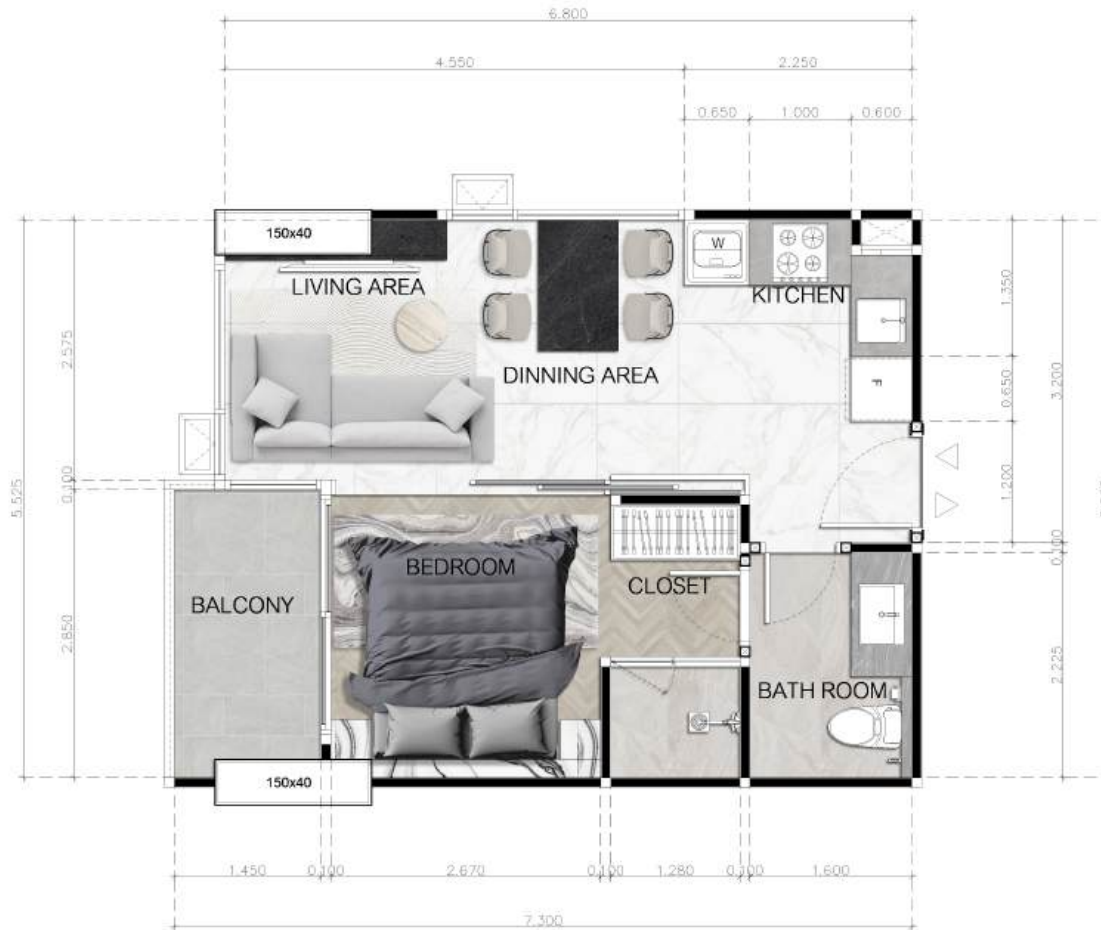 6.800
4.550
2.250
0.650
1.000
0.600
150x40
W
LIVING AREA
KITCHEN
1.350
2.575
DINNING AREA
F
0.650
3.200
5.525
0.100
1.200
BEDROOM
CLOSET
0.100
BALCONY
2.850
2.225
BATH ROOM
150x40
1.450
0.100
2.670
0.100
1.280
0.100
1.600
7.300